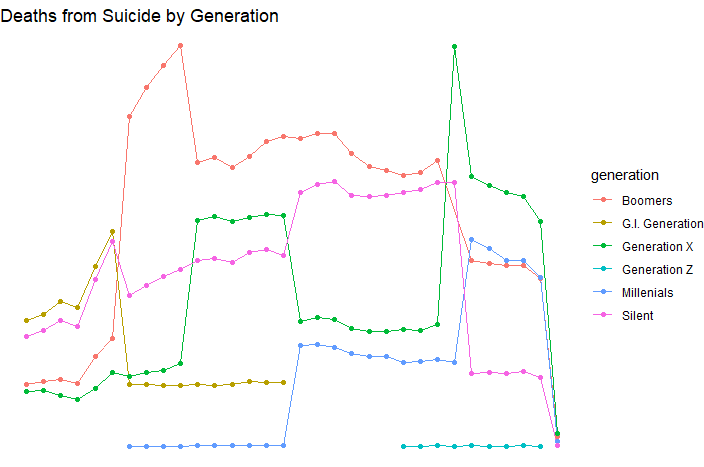 Deaths from Suicide by Generation
generation
Boomers
G.I. Generation
Generation X
Generation Z
Millenials
Silent